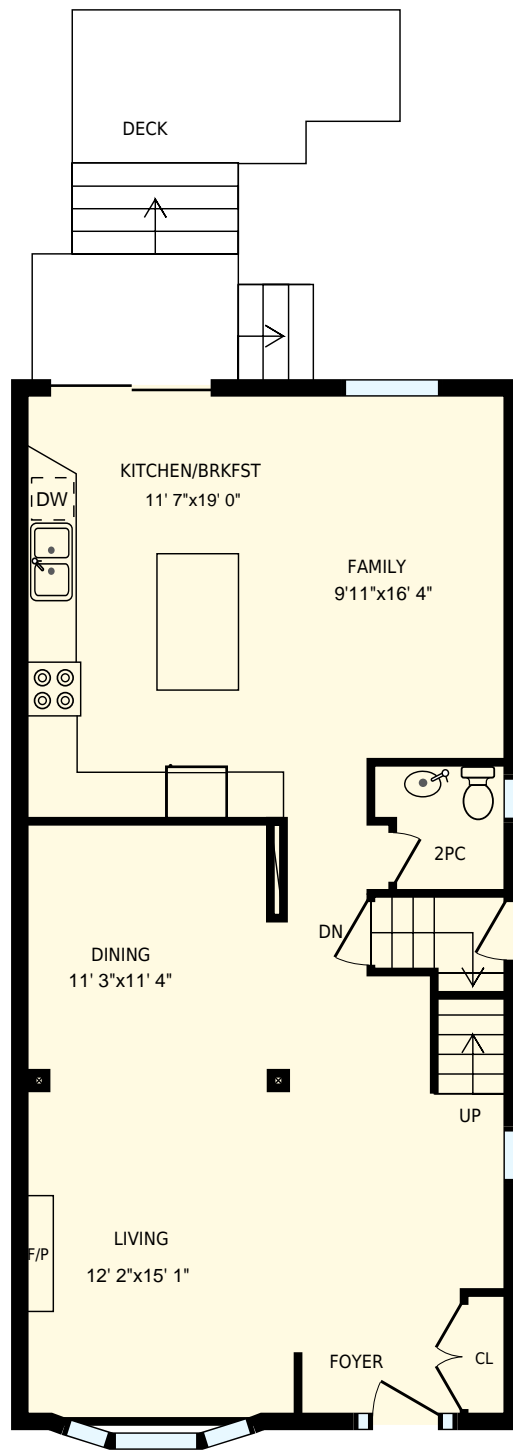 DECK
KITCHEN/BRKFST
11' 7"x19' 0"
DW
FAMILY
9'11"x16' 4"
2PC
DN
DINING
11' 3"x11' 4"
UP
LIVING
12' 2"x15' 1"
F/P
FOYER
CL